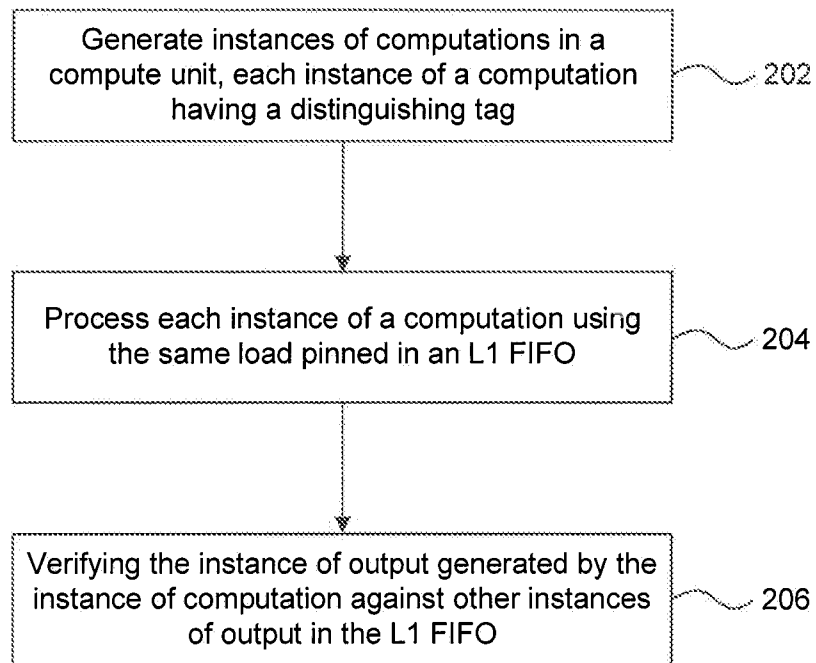 Generate instances of computations in a
compute unit, each instance of a computation
having a distinguishing tag
202
Process each instance of a computation using
the same load pinned in an L1 FIFO
204
Verifying the instance of output generated by the
instance of computation against other instances
of output in the L1 FIFO
206